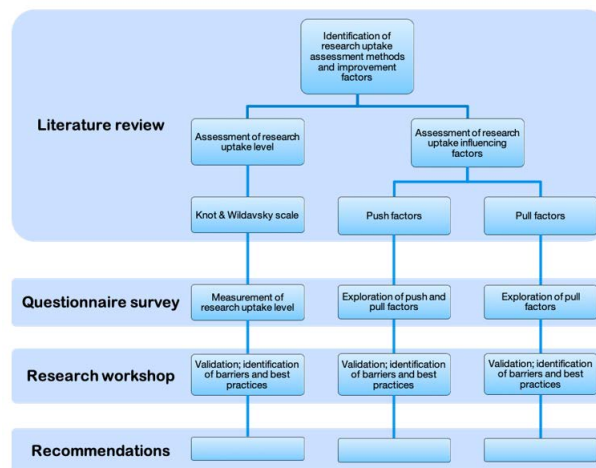 Identification of
research uptake
assessment methods
and improvement
factors
Literature review
Assessment of research
uptake level
Assessment of research
uptake influencing
factors
Knot & Wildavsky scale
Push factors
Pull factors
Questionnaire survey
Measurement of
research uptake level
Exploration of push and
pull factors
Exploration of pull
factors
Research workshop
Validation; identification
of barriers and best
practices
Validation; identification
of barriers and best
practices
Validation; identification
of barriers and best
practices
Recommendations